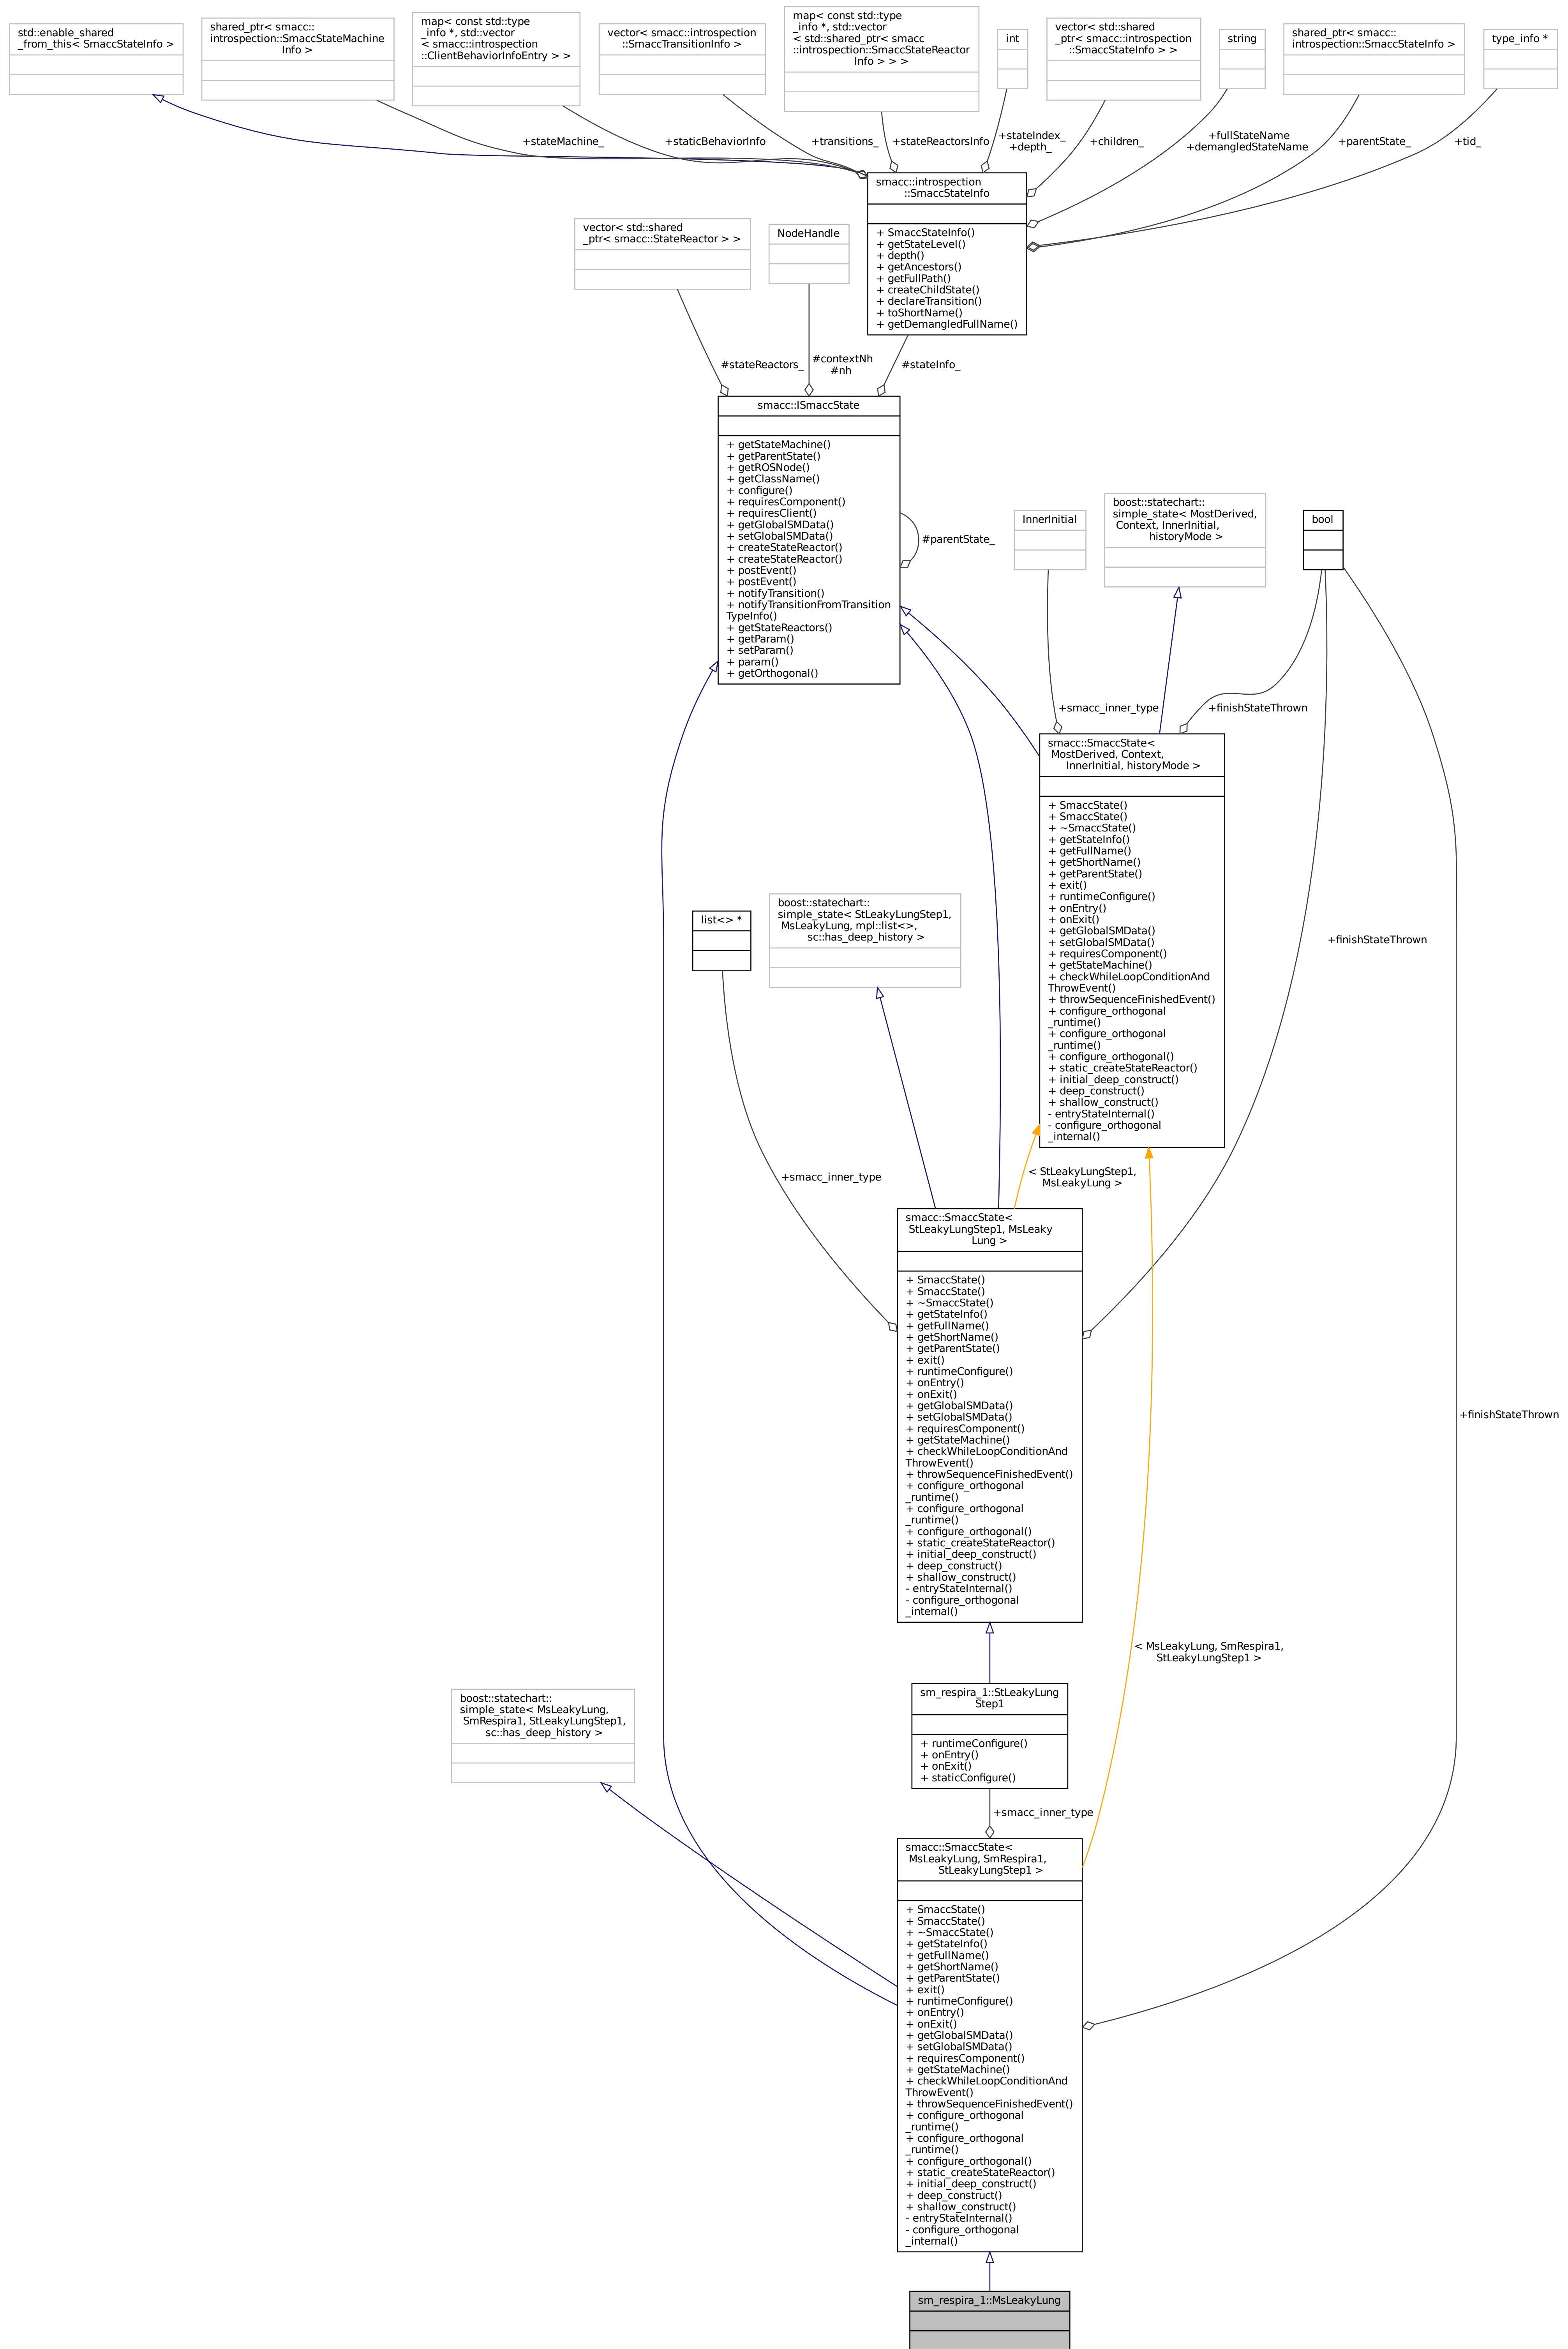 std::enable_shared
_from_this< SmaccStateInfo >
shared_ptr< smacc::
introspection::SmaccStateMachine
Info >
map< const std::type
_info *, std::vector
< smacc::introspection
::ClientBehaviorInfoEntry > >
vector< smacc::introspection
::SmaccTransitionInfo >
map< const std::type
_info *, std::vector
< std::shared_ptr< smacc
::introspection::SmaccStateReactor
Info > > >
int
vector< std::shared
_ptr< smacc::introspection
::SmaccStateInfo > >
string
shared_ptr< smacc::
introspection::SmaccStateInfo >
type_info *
+stateMachine_
+staticBehaviorInfo
+transitions_
+stateReactorsInfo
+stateIndex_
+depth_
+children_
+fullStateName
+demangledStateName
+parentState_
+tid_
smacc::introspection
::SmaccStateInfo
+ SmaccStateInfo()
+ getStateLevel()
+ depth()
+ getAncestors()
+ getFullPath()
+ createChildState()
+ declareTransition()
+ toShortName()
+ getDemangledFullName()
vector< std::shared
_ptr< smacc::StateReactor > >
NodeHandle
#stateReactors_
#contextNh
#nh
#stateInfo_
smacc::ISmaccState
+ getStateMachine()
+ getParentState()
+ getROSNode()
+ getClassName()
+ configure()
+ requiresComponent()
+ requiresClient()
+ getGlobalSMData()
+ setGlobalSMData()
+ createStateReactor()
+ createStateReactor()
+ postEvent()
+ postEvent()
+ notifyTransition()
+ notifyTransitionFromTransition
TypeInfo()
+ getStateReactors()
+ getParam()
+ setParam()
+ param()
+ getOrthogonal()
#parentState_
InnerInitial
boost::statechart::
simple_state< MostDerived,
Context, InnerInitial,
historyMode >
bool
+smacc_inner_type
+finishStateThrown
smacc::SmaccState<
MostDerived, Context,
InnerInitial, historyMode >
+ SmaccState()
+ SmaccState()
+ ~SmaccState()
+ getStateInfo()
+ getFullName()
+ getShortName()
+ getParentState()
+ exit()
+ runtimeConfigure()
+ onEntry()
+ onExit()
+ getGlobalSMData()
+ setGlobalSMData()
+ requiresComponent()
+ getStateMachine()
+ checkWhileLoopConditionAnd
ThrowEvent()
+ throwSequenceFinishedEvent()
+ configure_orthogonal
_runtime()
+ configure_orthogonal
_runtime()
+ configure_orthogonal()
+ static_createStateReactor()
+ initial_deep_construct()
+ deep_construct()
+ shallow_construct()
- entryStateInternal()
- configure_orthogonal
_internal()
list<> *
boost::statechart::
simple_state< StLeakyLungStep1,
MsLeakyLung, mpl::list<>,
sc::has_deep_history >
+finishStateThrown
+smacc_inner_type
< StLeakyLungStep1,
MsLeakyLung >
smacc::SmaccState<
StLeakyLungStep1, MsLeaky
Lung >
+ SmaccState()
+ SmaccState()
+ ~SmaccState()
+ getStateInfo()
+ getFullName()
+ getShortName()
+ getParentState()
+ exit()
+ runtimeConfigure()
+ onEntry()
+ onExit()
+ getGlobalSMData()
+ setGlobalSMData()
+ requiresComponent()
+ getStateMachine()
+ checkWhileLoopConditionAnd
ThrowEvent()
+ throwSequenceFinishedEvent()
+ configure_orthogonal
_runtime()
+ configure_orthogonal
_runtime()
+ configure_orthogonal()
+ static_createStateReactor()
+ initial_deep_construct()
+ deep_construct()
+ shallow_construct()
- entryStateInternal()
- configure_orthogonal
_internal()
+finishStateThrown
< MsLeakyLung, SmRespira1,
StLeakyLungStep1 >
boost::statechart::
simple_state< MsLeakyLung,
SmRespira1, StLeakyLungStep1,
sc::has_deep_history >
sm_respira_1::StLeakyLung
Step1
+ runtimeConfigure()
+ onEntry()
+ onExit()
+ staticConfigure()
+smacc_inner_type
smacc::SmaccState<
MsLeakyLung, SmRespira1,
StLeakyLungStep1 >
+ SmaccState()
+ SmaccState()
+ ~SmaccState()
+ getStateInfo()
+ getFullName()
+ getShortName()
+ getParentState()
+ exit()
+ runtimeConfigure()
+ onEntry()
+ onExit()
+ getGlobalSMData()
+ setGlobalSMData()
+ requiresComponent()
+ getStateMachine()
+ checkWhileLoopConditionAnd
ThrowEvent()
+ throwSequenceFinishedEvent()
+ configure_orthogonal
_runtime()
+ configure_orthogonal
_runtime()
+ configure_orthogonal()
+ static_createStateReactor()
+ initial_deep_construct()
+ deep_construct()
+ shallow_construct()
- entryStateInternal()
- configure_orthogonal
_internal()
sm_respira_1::MsLeakyLung